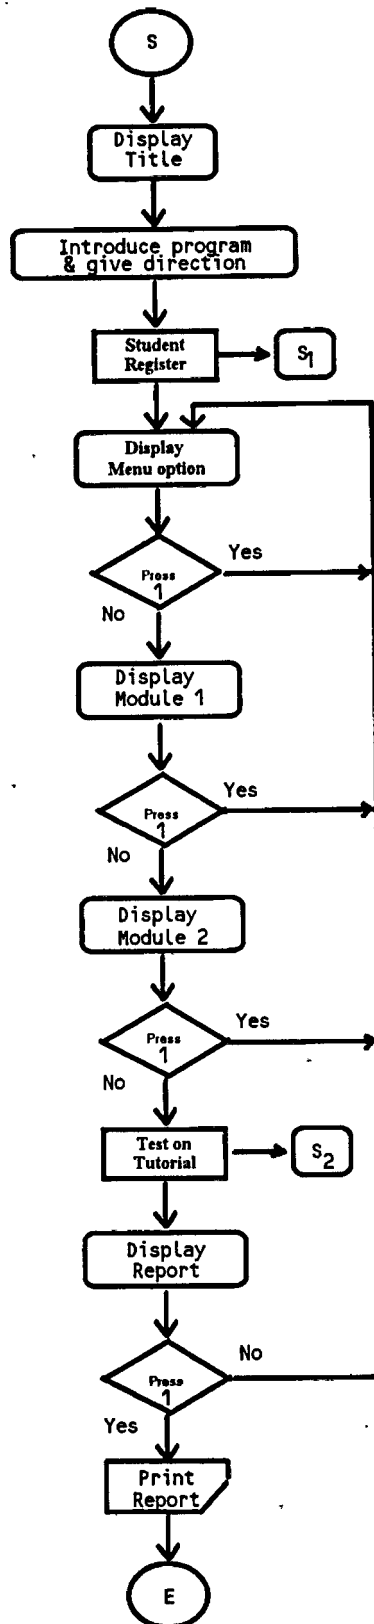 S
Display
Title
Introduce program
& give direction
Student
Register
S1
Display
Menu option
Yes
Press
1
No
Display
Module 1
Yes
Press
1
No
Display
Module 2
Yes
Press
1
No
Test on
Tutorial
S2
Display
Report
No
Press
1
Yes
Print
Report
E